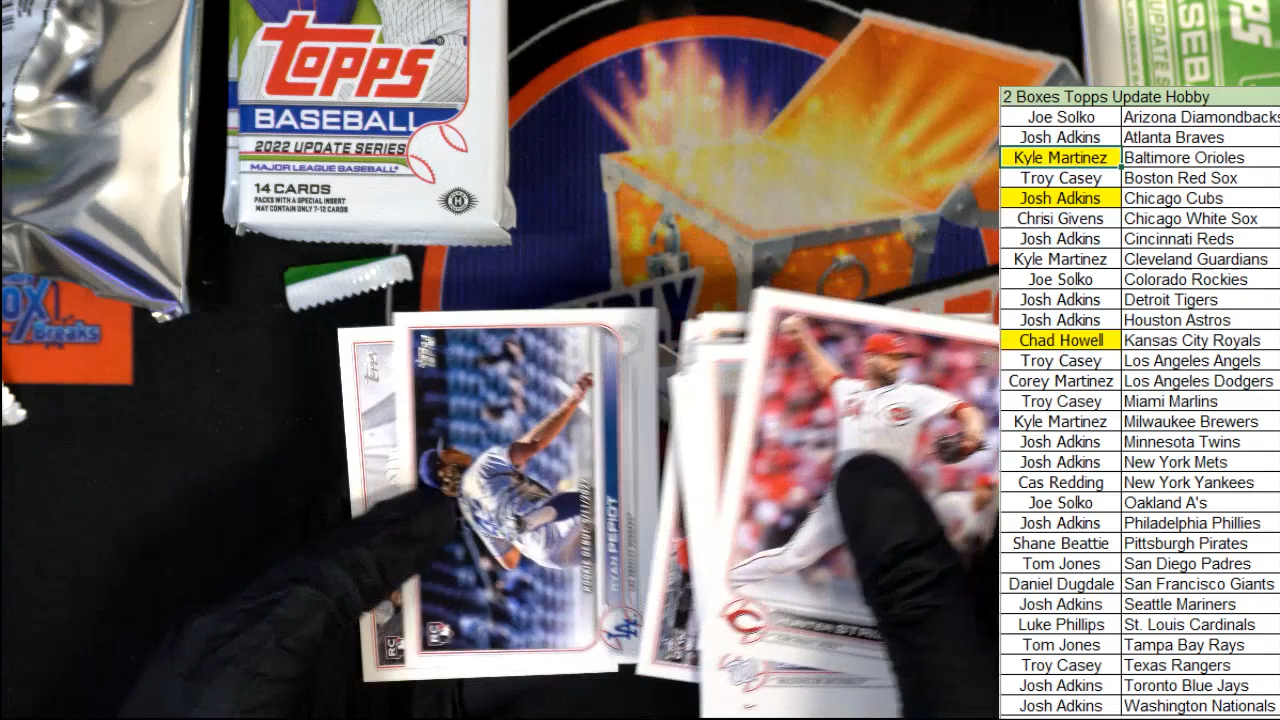 TOPPS
BASEBALL
2022 UPDATE SERIES
MAJOR LEAGUE BASEBALL
14 CARDS
PACKS WITH A SPECIAL INSERT
MAY CONTAIN ONLY 7-12 CARDS
H
Breaks
Topps
RC
Topps
ROOKIE DEBUT
RYAN PEPIOT
LA
RC
C
2 Boxes Topps Update Hobby
Joe Solko Arizona Diamondbacks
Josh Adkins Atlanta Braves
Kyle Martinez Baltimore Orioles
Troy Casey Boston Red Sox
Josh Adkins Chicago Cubs
Chrisi Givens Chicago White Sox
Josh Adkins Cincinnati Reds
Kyle Martinez Cleveland Guardians
Joe Solko Colorado Rockies
Josh Adkins Detroit Tigers
Josh Adkins Houston Astros
Chad Howell Kansas City Royals
Troy Casey Los Angeles Angels
Corey Martinez Los Angeles Dodgers
Troy Casey Miami Marlins
Kyle Martinez Milwaukee Brewers
Josh Adkins Minnesota Twins
Josh Adkins New York Mets
Cas Redding New York Yankees
Joe Solko Oakland A's
Josh Adkins Philadelphia Phillies
Shane Beattie Pittsburgh Pirates
Tom Jones San Diego Padres
Daniel Dugdale San Francisco Giants
Josh Adkins Seattle Mariners
Luke Phillips St. Louis Cardinals
Tom Jones Tampa Bay Rays
Troy Casey Texas Rangers
Josh Adkins Toronto Blue Jays
Josh Adkins Washington Nationals